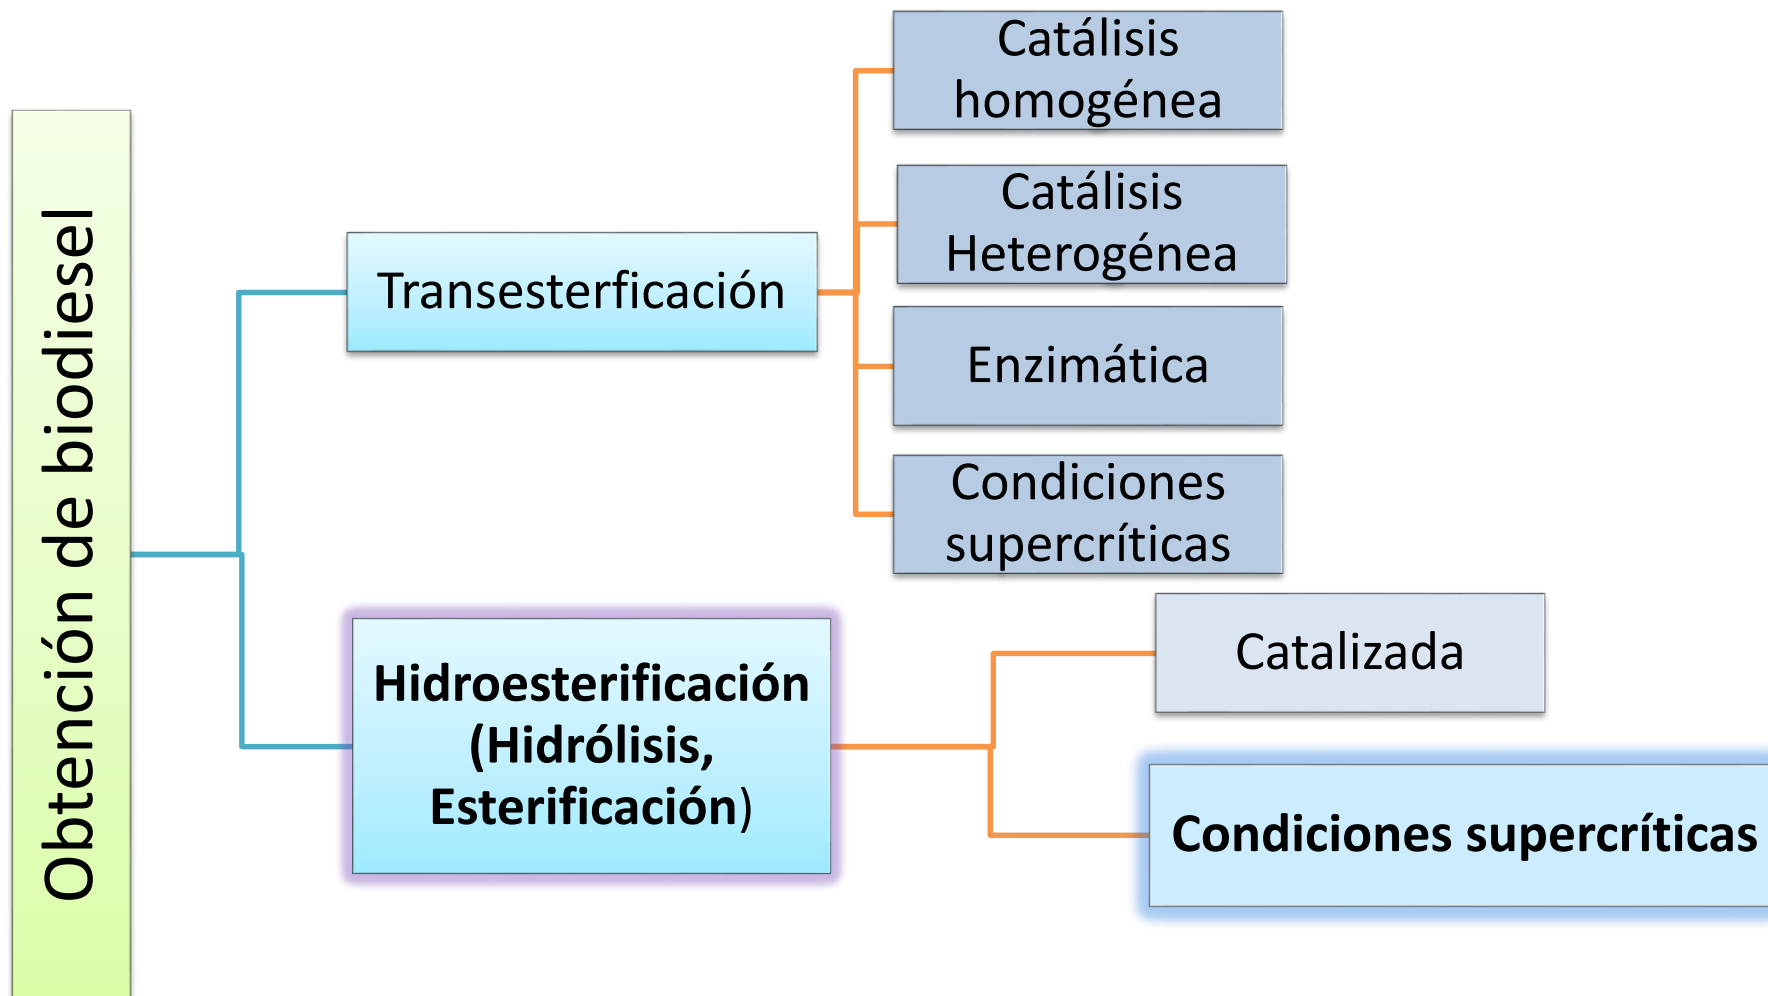 Obtención de biodiesel
Transesterficación
Catálisis
homogénea
Catálisis
Heterogénea
Enzimática
Condiciones
supercríticas
Hidroesterificación
(Hidrólisis,
Esterificación)
Catalizada
Condiciones supercríticas